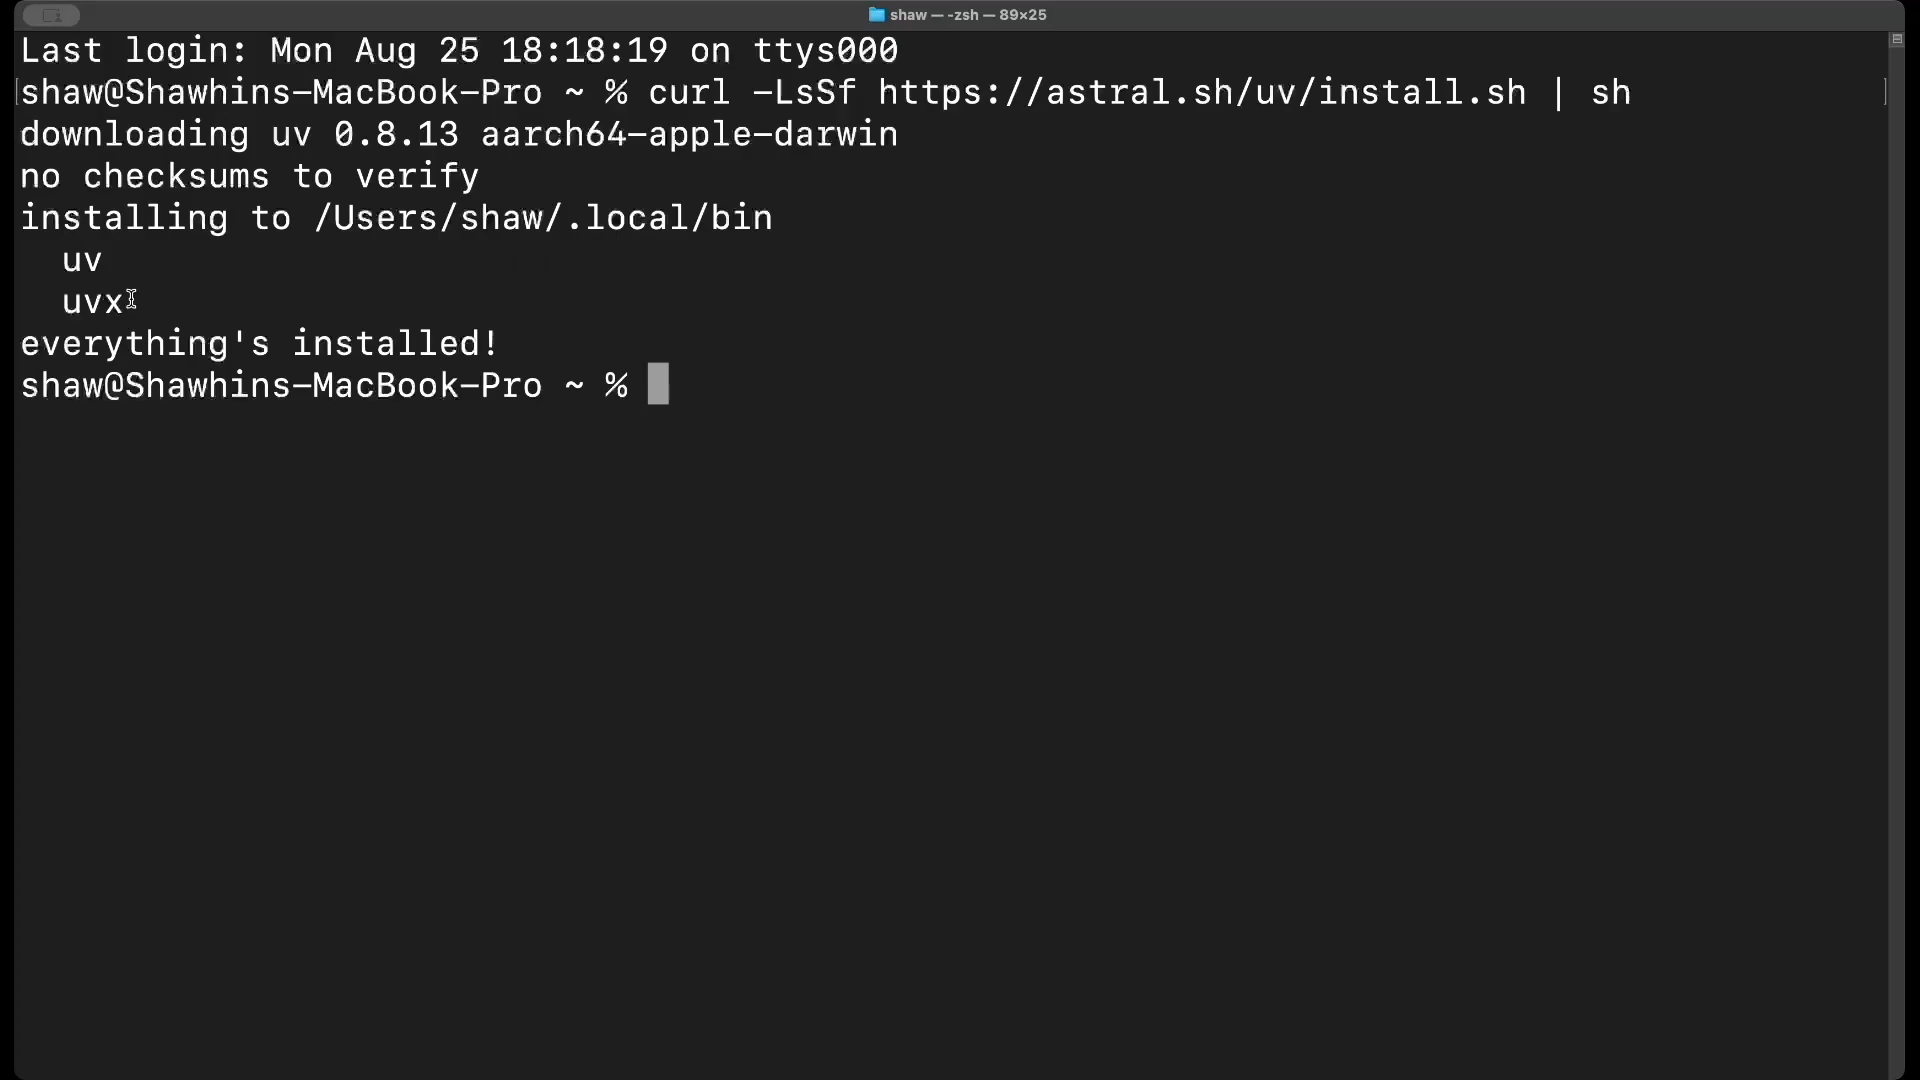 shaw — -zsh — 89×25
Last login: Mon Aug 25 18:18:19 on ttys000
shaw@Shawhins-MacBook-Pro ~ % curl -LsSf https://astral.sh/uv/install.sh | sh
downloading uv 0.8.13 aarch64-apple-darwin
no checksums to verify
installing to /Users/shaw/.local/bin
  uv
  uvx
everything's installed!
shaw@Shawhins-MacBook-Pro ~ %